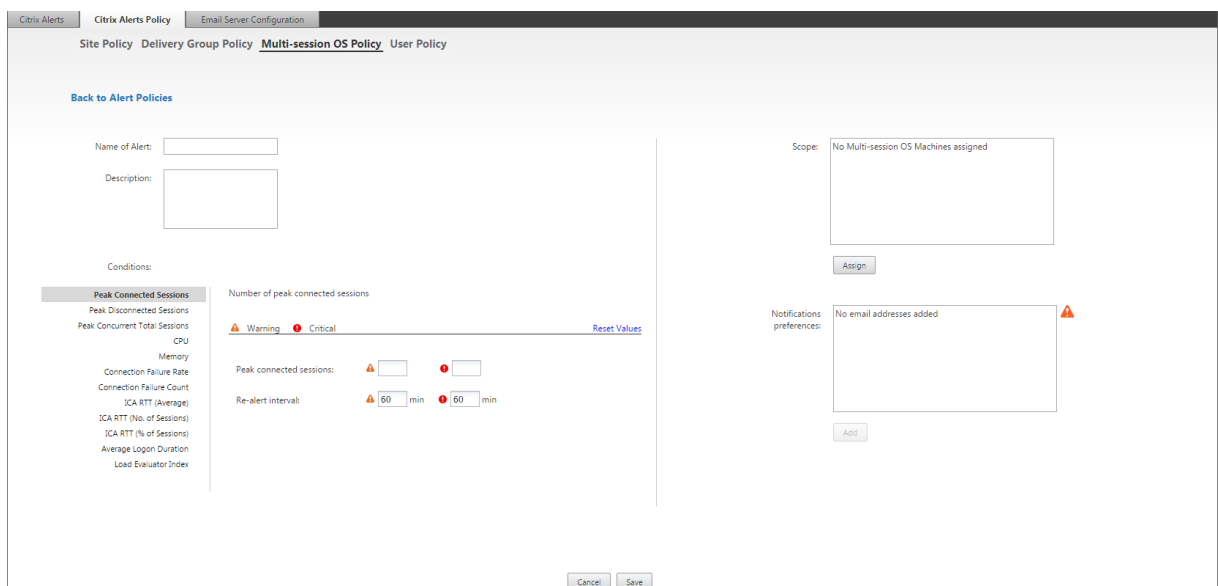 Citrix Alerts Citrix Alerts Policy Email Server Configuration
Site Policy Delivery Group Policy Multi-session OS Policy User Policy
Back to Alert Policies
Name of Alert:
Description:
Conditions:
Peak Connected Sessions
Peak Disconnected Sessions
Peak Concurrent Total Sessions
CPU
Memory
Connection Failure Rate
Connection Failure Count
ICA RTT (Average)
ICA RTT (No. of Sessions)
ICA RTT (% of Sessions)
Average Logon Duration
Load Evaluator Index
Number of peak connected sessions
Warning Critical Reset Values
Peak connected sessions:
Re-alert interval: 60 min 60 min
Scope: No Multi-session OS Machines assigned
Assign
Notifications preferences: No email addresses added
Add
Cancel Save